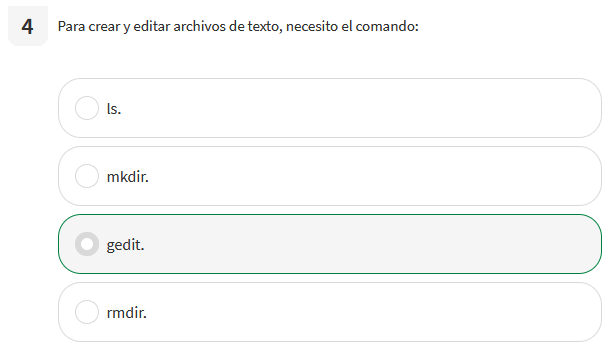 4
Para crear y editar archivos de texto, necesito el comando:
ls.
mkdir.
gedit.
rmdir.